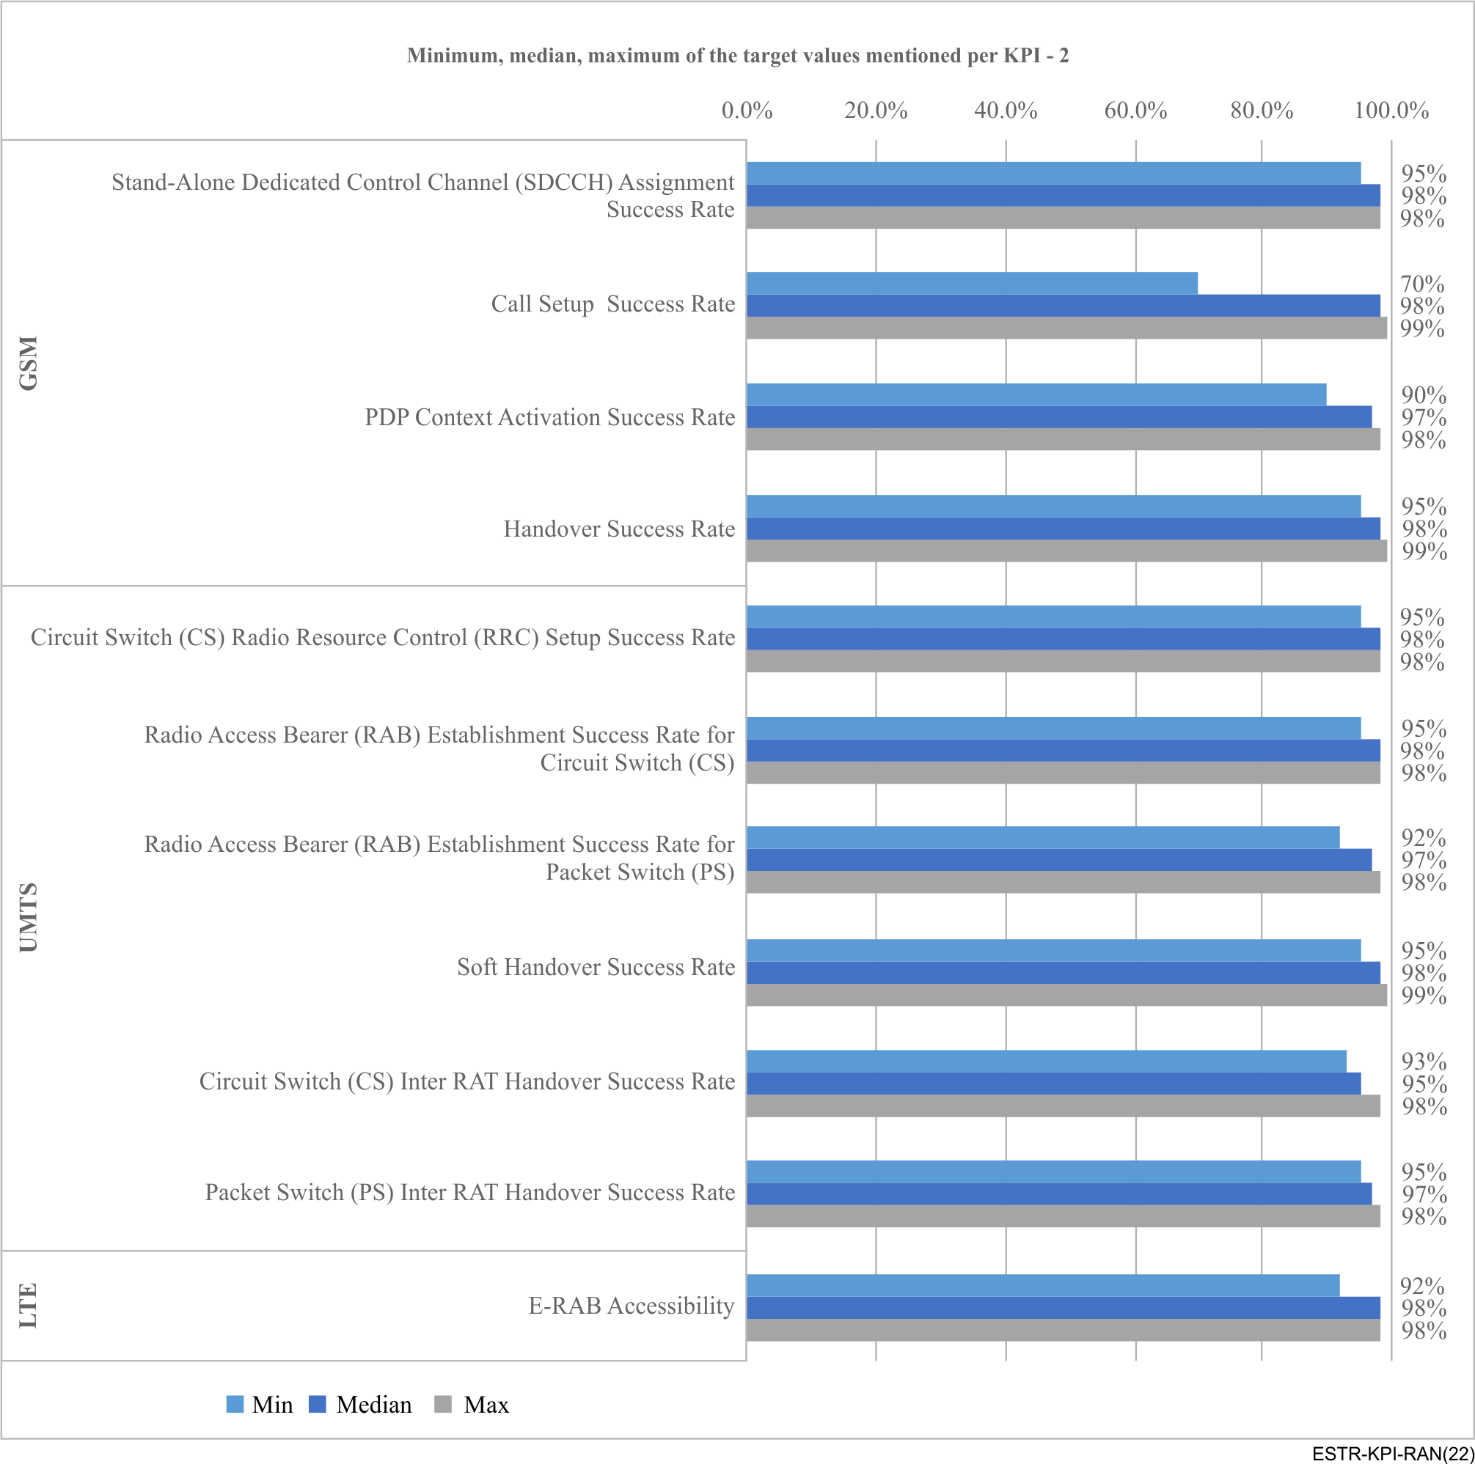 Minimum, median, maximum of the target values mentioned per KPI - 2
0.0% 20.0% 40.0% 60.0% 80.0% 100.0%
GSM
Stand-Alone Dedicated Control Channel (SDCCH) Assignment
Success Rate
95%
98%
98%
Call Setup Success Rate
70%
98%
99%
PDP Context Activation Success Rate
90%
97%
98%
Handover Success Rate
95%
98%
99%
UMTS
Circuit Switch (CS) Radio Resource Control (RRC) Setup Success Rate
95%
98%
98%
Radio Access Bearer (RAB) Establishment Success Rate for
Circuit Switch (CS)
95%
98%
98%
Radio Access Bearer (RAB) Establishment Success Rate for
Packet Switch (PS)
92%
97%
98%
Soft Handover Success Rate
95%
98%
99%
Circuit Switch (CS) Inter RAT Handover Success Rate
93%
95%
98%
Packet Switch (PS) Inter RAT Handover Success Rate
95%
97%
98%
LTE
E-RAB Accessibility
92%
98%
98%
Min Median Max
ESTR-KPI-RAN(22)